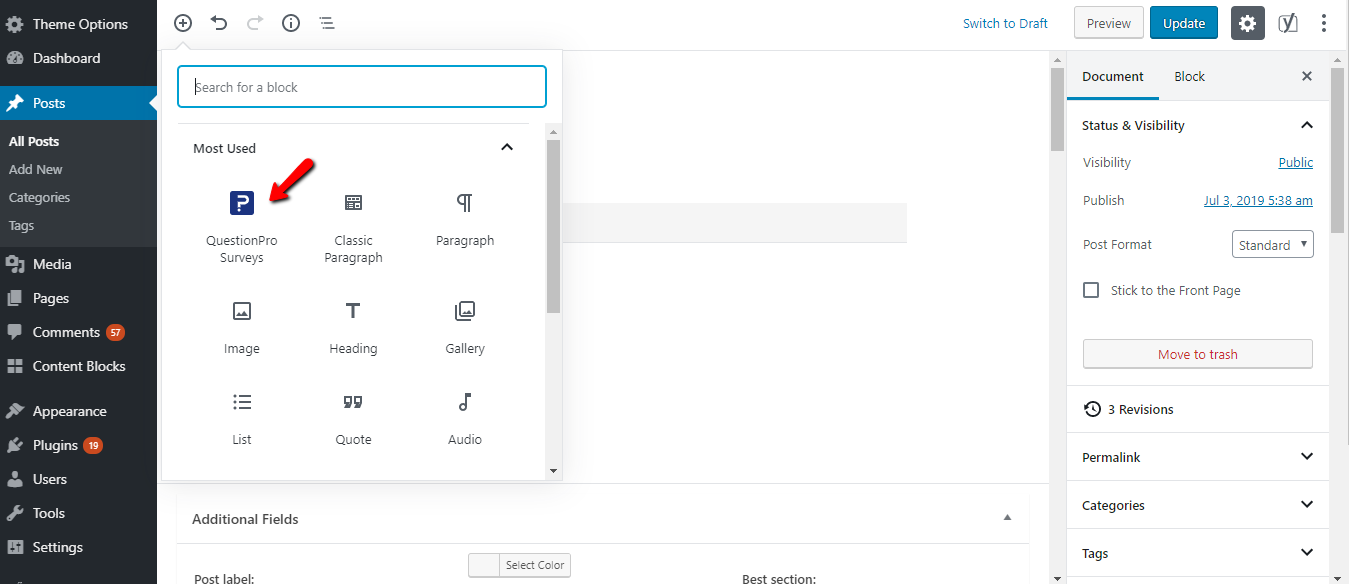 Theme Options
Dashboard
Posts
All Posts
Add New
Categories
Tags
Media
Pages
Comments 57
Content Blocks
Appearance
Plugins 19
Users
Tools
Settings
Switch to Draft
Preview
Update
Search for a block
Most Used
QuestionPro
Surveys
Classic
Paragraph
Paragraph
Image
Heading
Gallery
List
Quote
Audio
Additional Fields
Post label:
Select Color
Best section:
Document
Block
Status & Visibility
Visibility
Public
Publish
Jul 3, 2019 5:38 am
Post Format
Standard
Stick to the Front Page
Move to trash
3 Revisions
Permalink
Categories
Tags